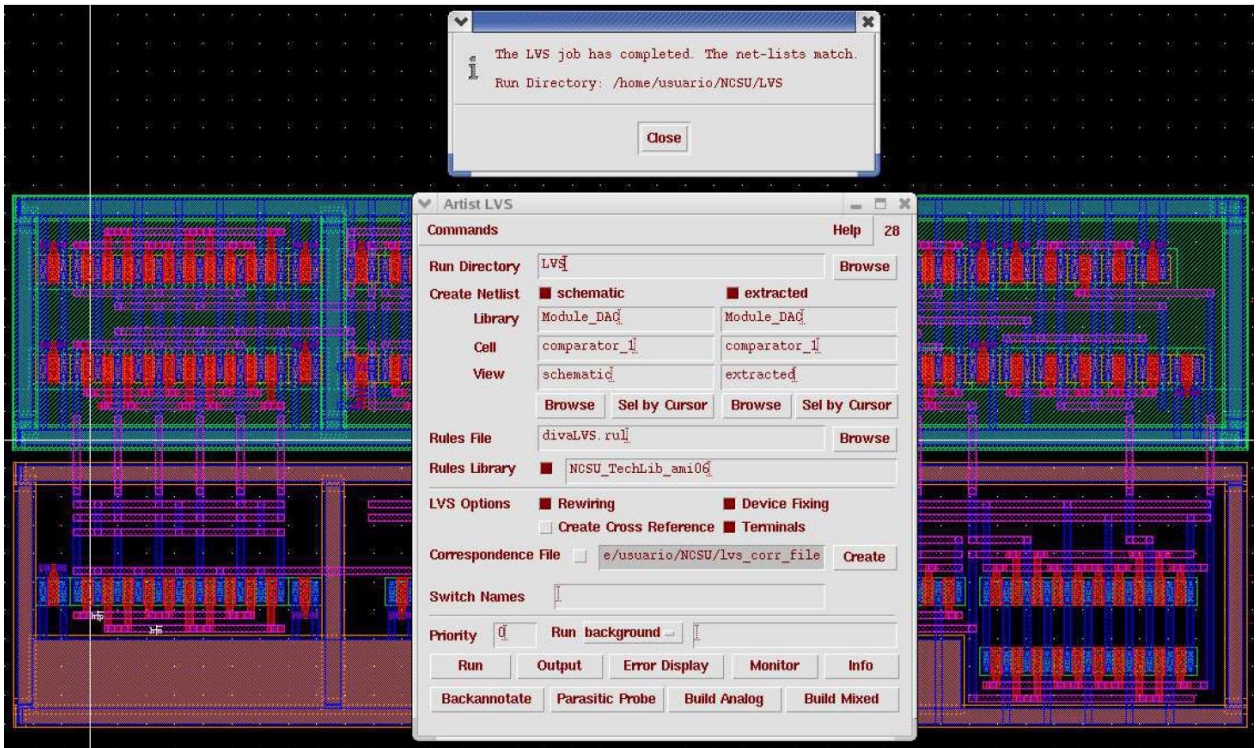 The LVS job has completed. The net-lists match.
Run Directory: /home/usuario/NCSU/LVS
Close
Artist LVS
Commands Help 28
Run Directory LVS Browse
Create Netlist schematic extracted
Library Module_DAC Module_DAC
Cell comparator_1 comparator_1
View schematic extracted
Browse Sel by Cursor Browse Sel by Cursor
Rules File divaLVS.rul Browse
Rules Library NCSU_TechLib_ami06
LVS Options Rewiring Device Fixing
Create Cross Reference Terminals
Correspondence File e/usuario/NCSU/lvs_corr_file Create
Switch Names
Priority 0 Run background
Run Output Error Display Monitor Info
Backannotate Parasitic Probe Build Analog Build Mixed